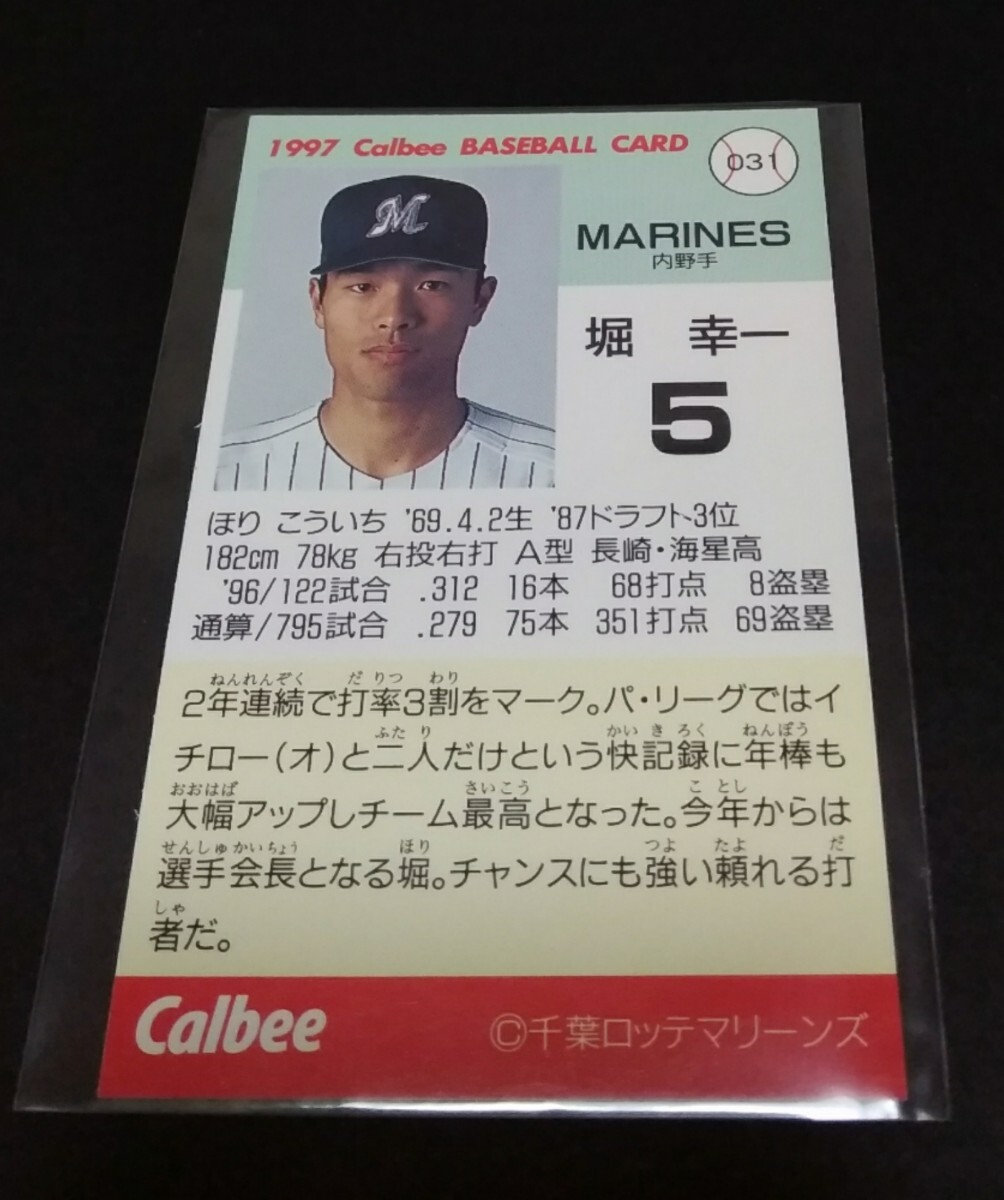 1997 Calbee BASEBALL CARD
031
M
MARINES
内野手
堀 幸一
5
ほり こういち '69.4.2生 '87ドラフト3位
182cm 78kg 右投右打 A型 長崎・海星高
'96/122試合 .312 16本 68打点 8盗塁
通算/795試合 .279 75本 351打点 69盗塁
ねんれんぞく だ りつ わり
2年連続で打率3割をマーク。パ・リーグではイ
ふた り かい き ろく ねんぽう
チロー(オ)と二人だけという快記録に年棒も
おおはば さいこう こ とし
大幅アップしチーム最高となった。今年からは
せんしゅかいちょう ほり つよ たよ だ
選手会長となる堀。チャンスにも強い頼れる打
しゃ
者だ。
Calbee
©千葉ロッテマリーンズ